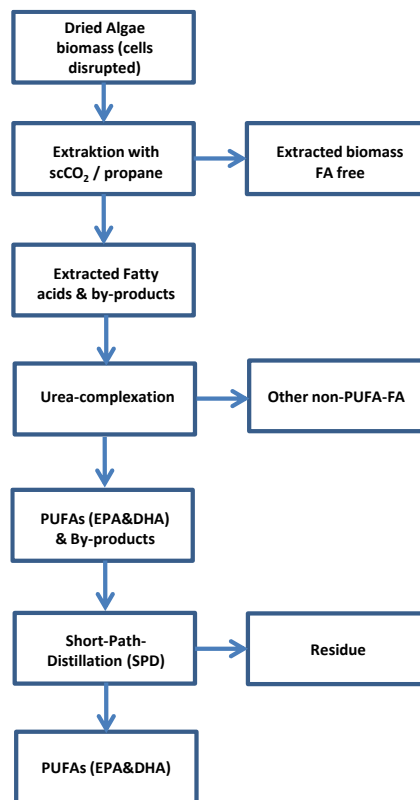 Dried Algae
biomass (cells
disrupted)
Extraktion with
scCO₂ / propane
Extracted biomass
FA free
Extracted Fatty
acids & by-products
Urea-complexation
Other non-PUFA-FA
PUFAs (EPA&DHA)
& By-products
Short-Path-
Distillation (SPD)
Residue
PUFAs (EPA&DHA)